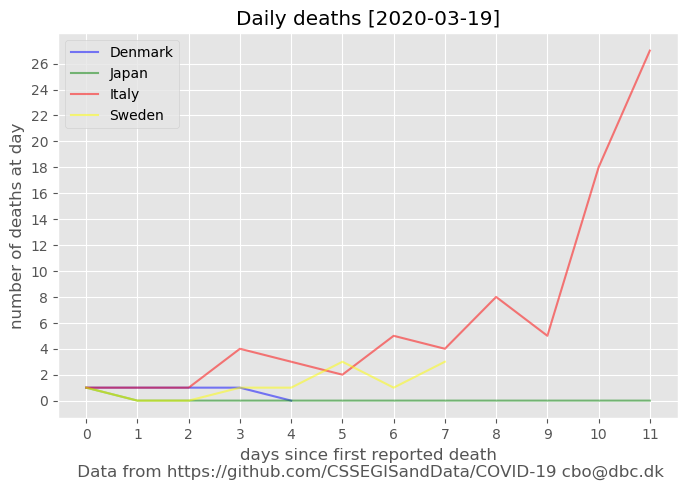 Daily deaths [2020-03-19]
Denmark
Japan
Italy
Sweden
number of deaths at day
26
24
22
20
18
16
14
12
10
8
6
4
2
0
0 1 2 3 4 5 6 7 8 9 10 11
days since first reported death
Data from https://github.com/CSSEGISandData/COVID-19 cbo@dbc.dk